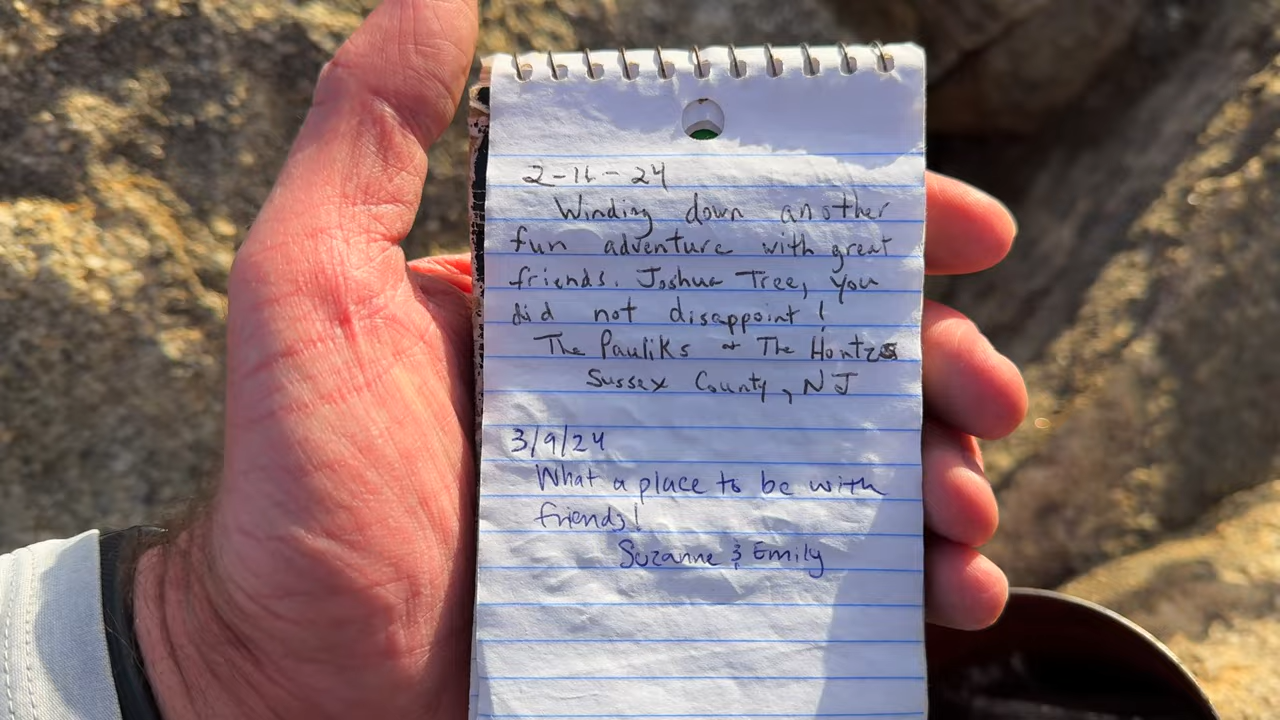 2-16-24
Winding down another
fun adventure with great
friends. Joshua Tree, you
did not disappoint!
The Pauliks + The Hontzs
Sussex County, NJ
3/9/24
What a place to be with
friends!
Suzanne & Emily